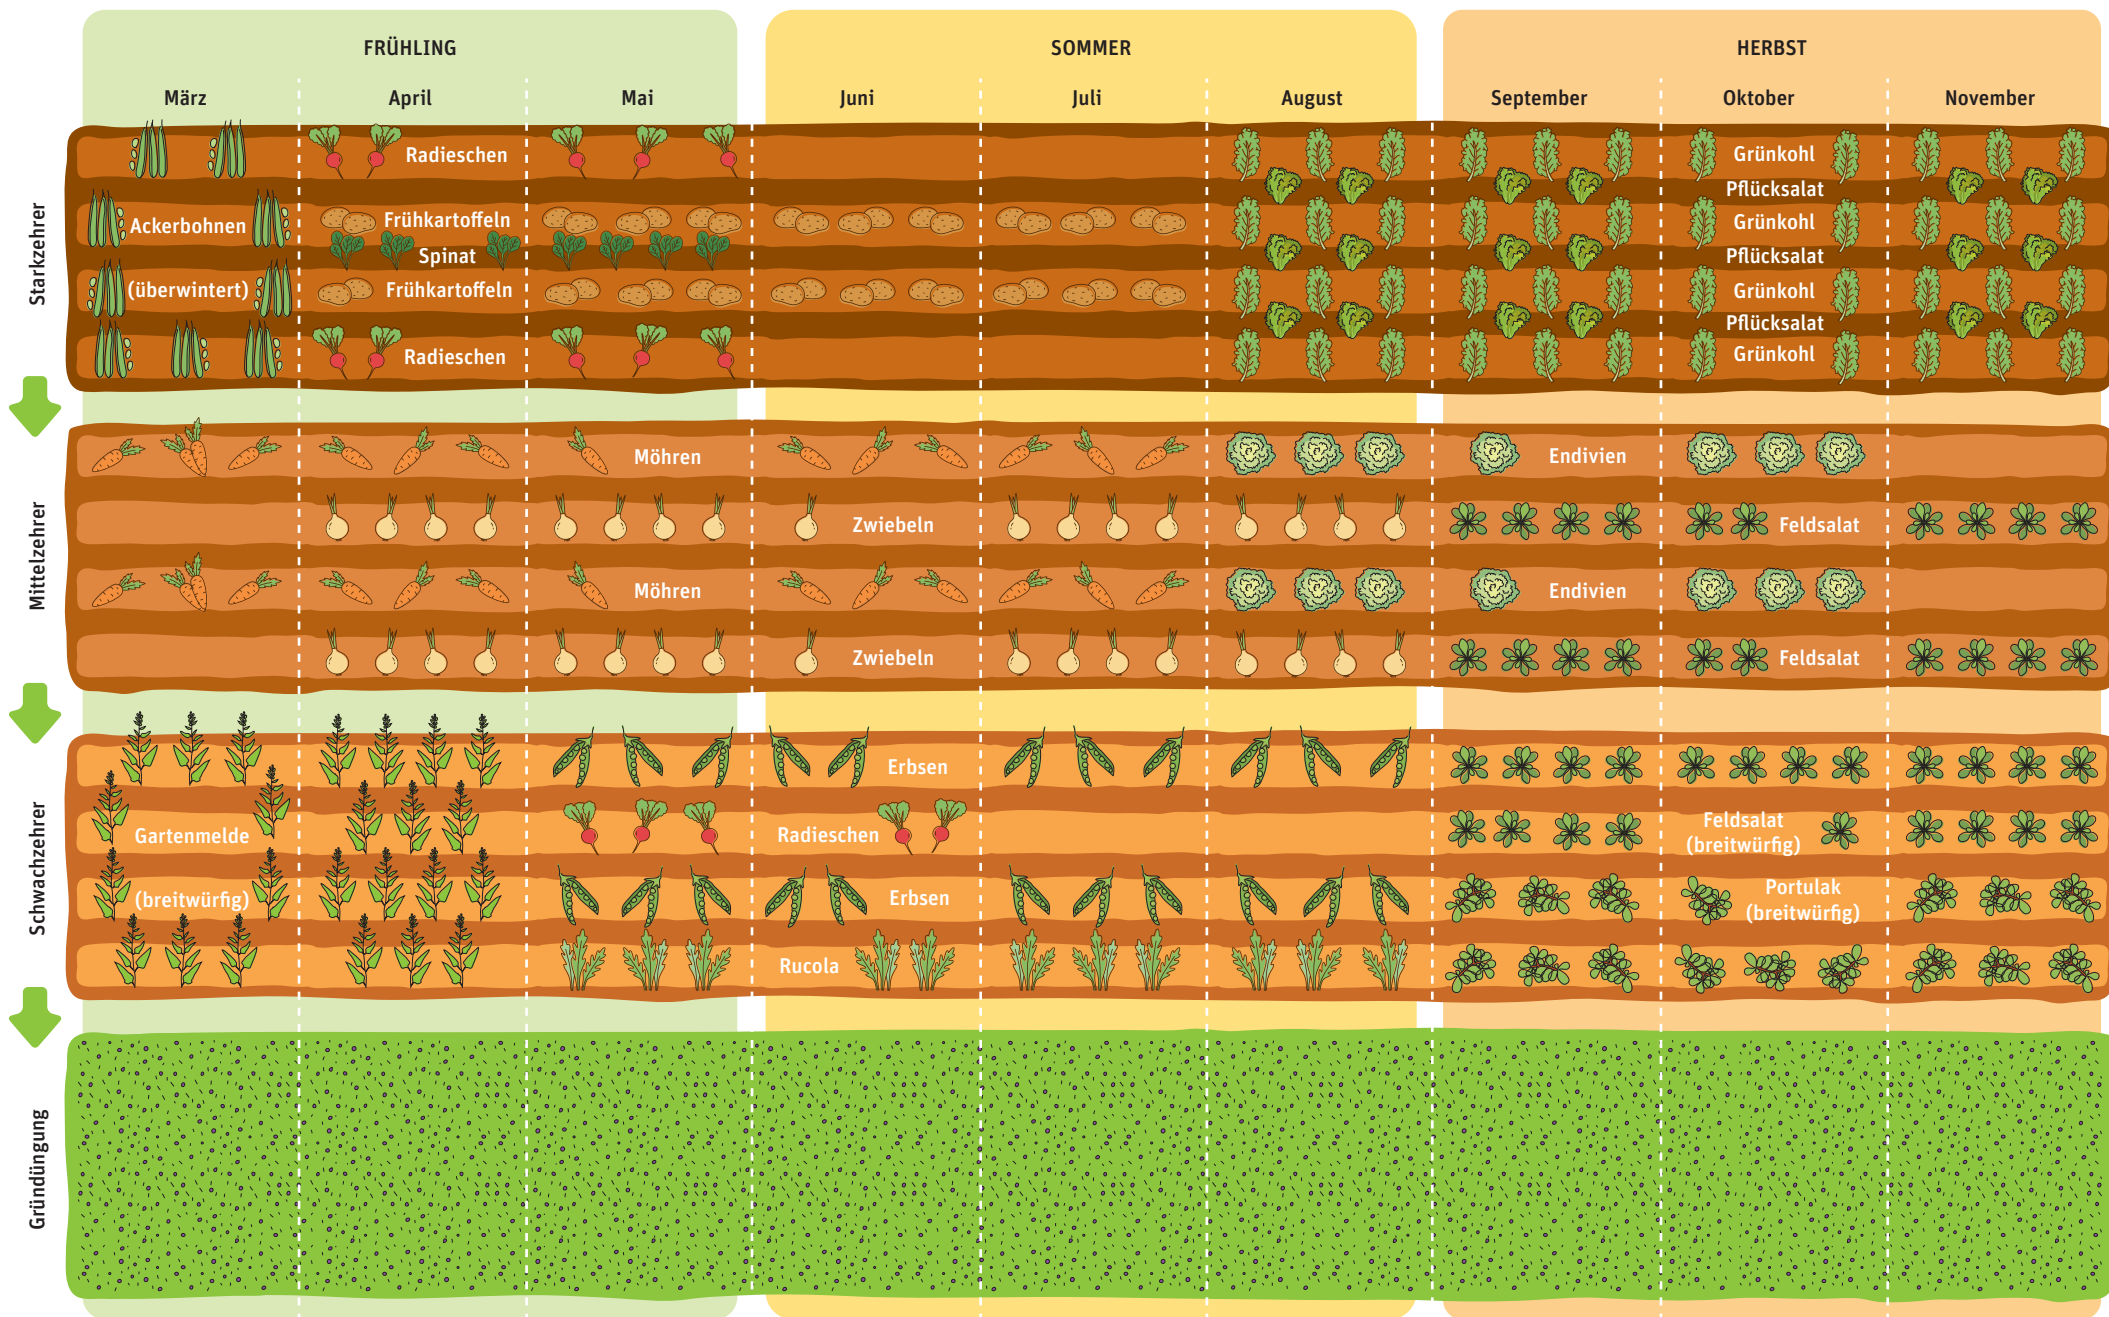 FRÜHLING
SOMMER
HERBST
März
April
Mai
Juni
Juli
August
September
Oktober
November
Starkzehrer
Radieschen
Grünkohl
Pflücksalat
Ackerbohnen
Frühkartoffeln
Grünkohl
Spinat
Pflücksalat
(überwintert)
Frühkartoffeln
Grünkohl
Pflücksalat
Radieschen
Grünkohl
Mittelzehrer
Möhren
Endivien
Zwiebeln
Feldsalat
Möhren
Endivien
Zwiebeln
Feldsalat
Schwachzehrer
Erbsen
Gartenmelde
Radieschen
Feldsalat
(breitwürfig)
(breitwürfig)
Erbsen
Portulak
(breitwürfig)
Rucola
Gründüngung